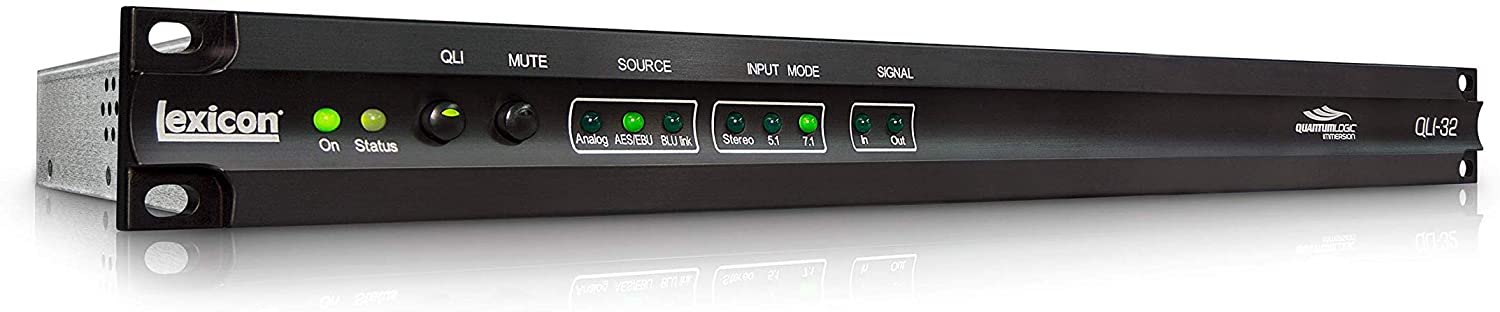 QLI MUTE SOURCE INPUT MODE SIGNAL
Lexicon®
On Status
Analog AES/EBU BLU link
Stereo 5.1 7.1
In Out
QUANTUMLOGIC
IMMERSION
QLI-32